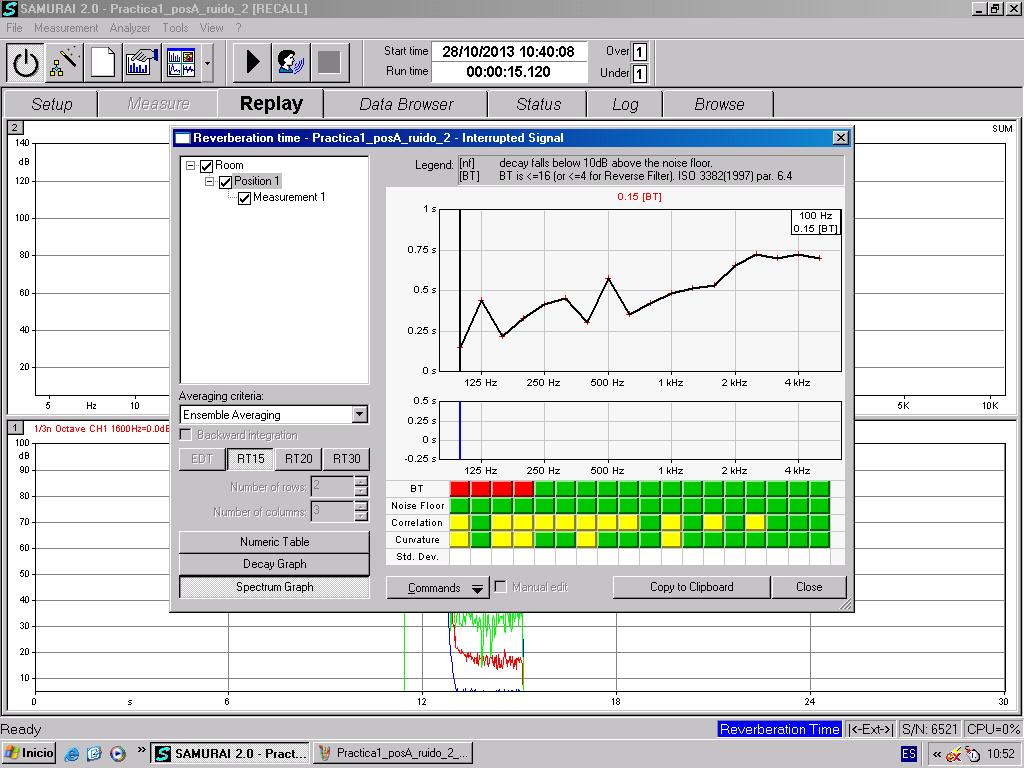 SAMURAI 2.0 - Practica1_posA_ruido_2 [RECALL]
File Measurement Analyzer Tools View ?
Start time 28/10/2013 10:40:08 Over 1
Run time 00:00:15.120 Under 1
Setup Measure Replay Data Browser Status Log Browse
2 SUM
140
dB
120
100
80
60
40
20
5 Hz 10 5K 10K
1 1/3n Octave CH1 1600Hz=0.0dB
100
dB
90
80
70
60
50
40
30
20
10
0 s 6 12 18 24 30
Reverberation time - Practica1_posA_ruido_2 - Interrupted Signal
Room
Position 1
Measurement 1
Averaging criteria:
Ensemble Averaging
Backward integration
EDT RT15 RT20 RT30
Number of rows: 2
Number of columns: 3
Numeric Table
Decay Graph
Spectrum Graph
Legend: [nf] decay falls below 10dB above the noise floor.
[BT] BT is <=16 (or <=4 for Reverse Filter). ISO 3382(1997) par. 6.4
0.15 [BT]
1 s
100 Hz
0.15 [BT]
0.75 s
0.5 s
0.25 s
0 s
125 Hz 250 Hz 500 Hz 1 kHz 2 kHz 4 kHz
0.5 s
0.25 s
0 s
-0.25 s
125 Hz 250 Hz 500 Hz 1 kHz 2 kHz 4 kHz
BT
Noise Floor
Correlation
Curvature
Std. Dev.
Commands Manual edit Copy to Clipboard Close
Ready Reverberation Time |<-Ext->| S/N: 6521 CPU=0%
Inicio » SAMURAI 2.0 - Pract... Practica1_posA_ruido_2... ES « 10:52